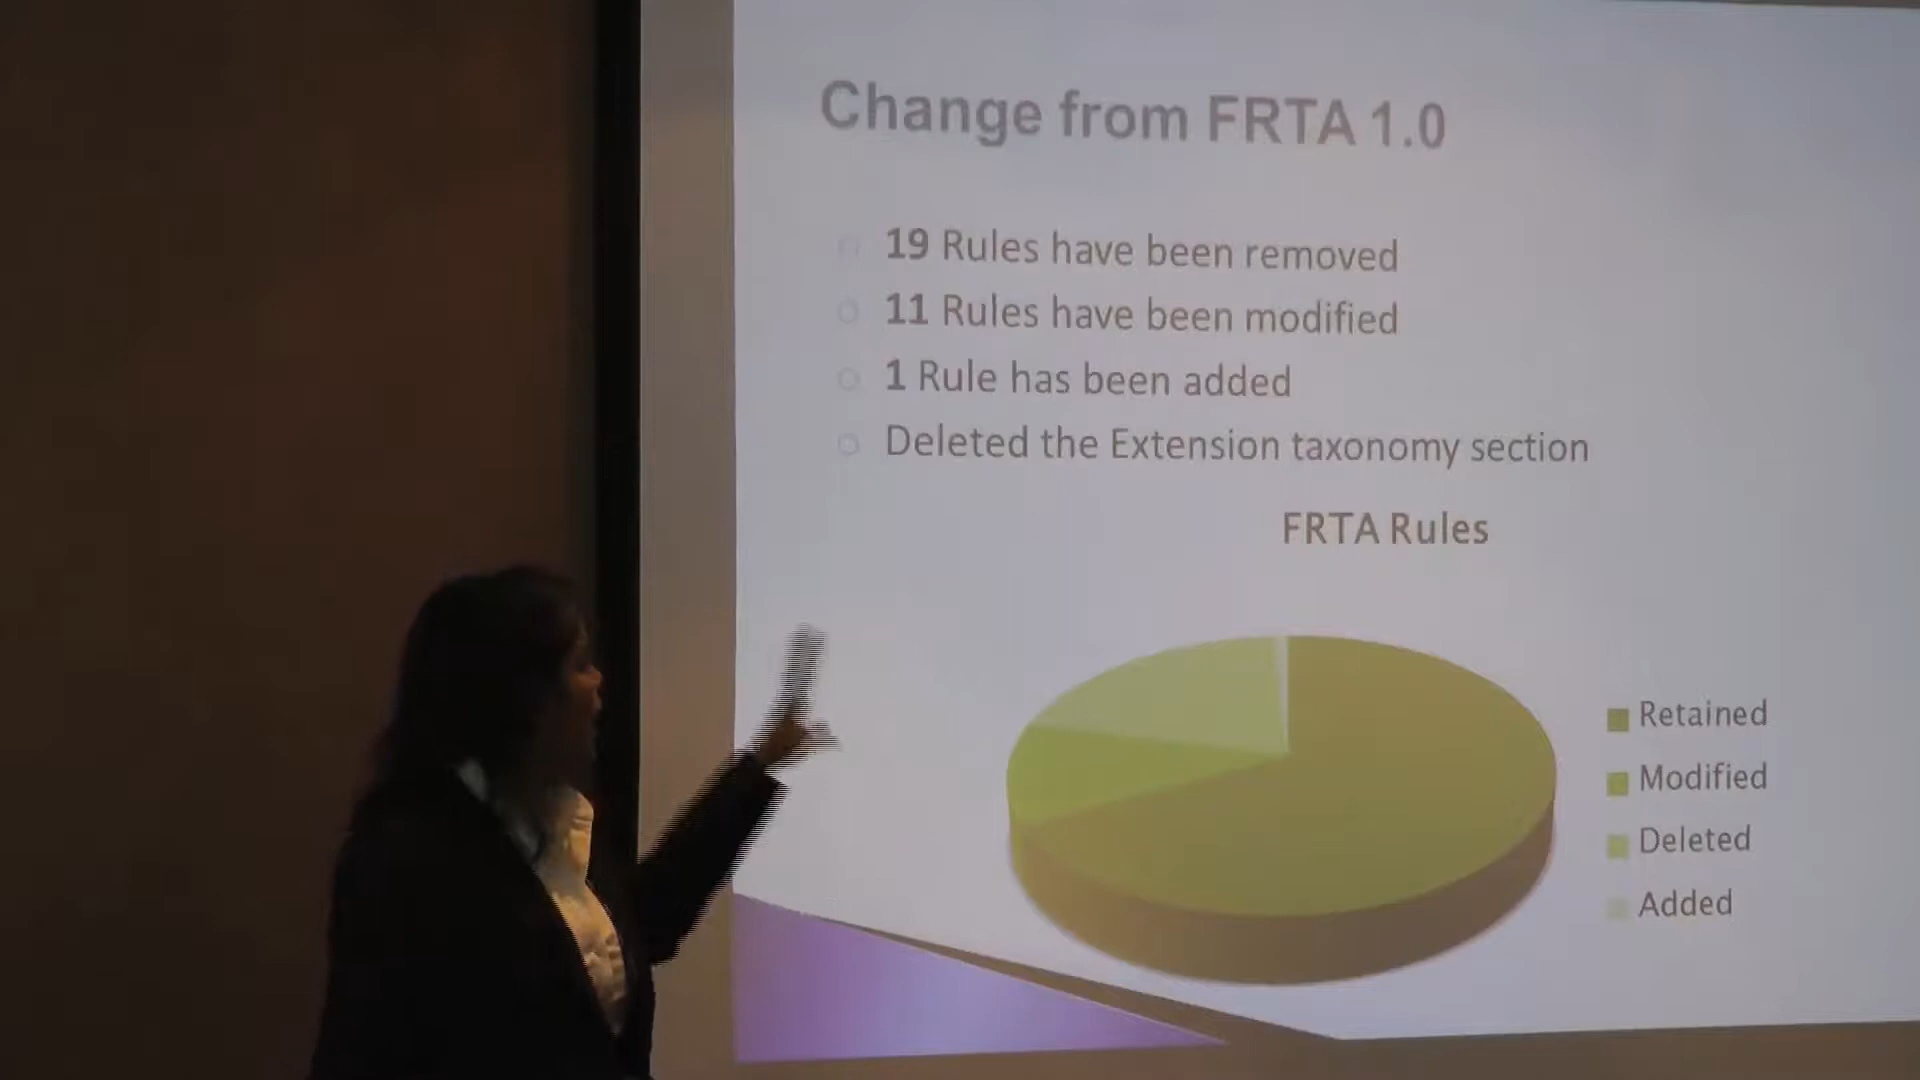 Change from FRTA 1.0
19 Rules have been removed
11 Rules have been modified
1 Rule has been added
Deleted the Extension taxonomy section
FRTA Rules
Retained
Modified
Deleted
Added